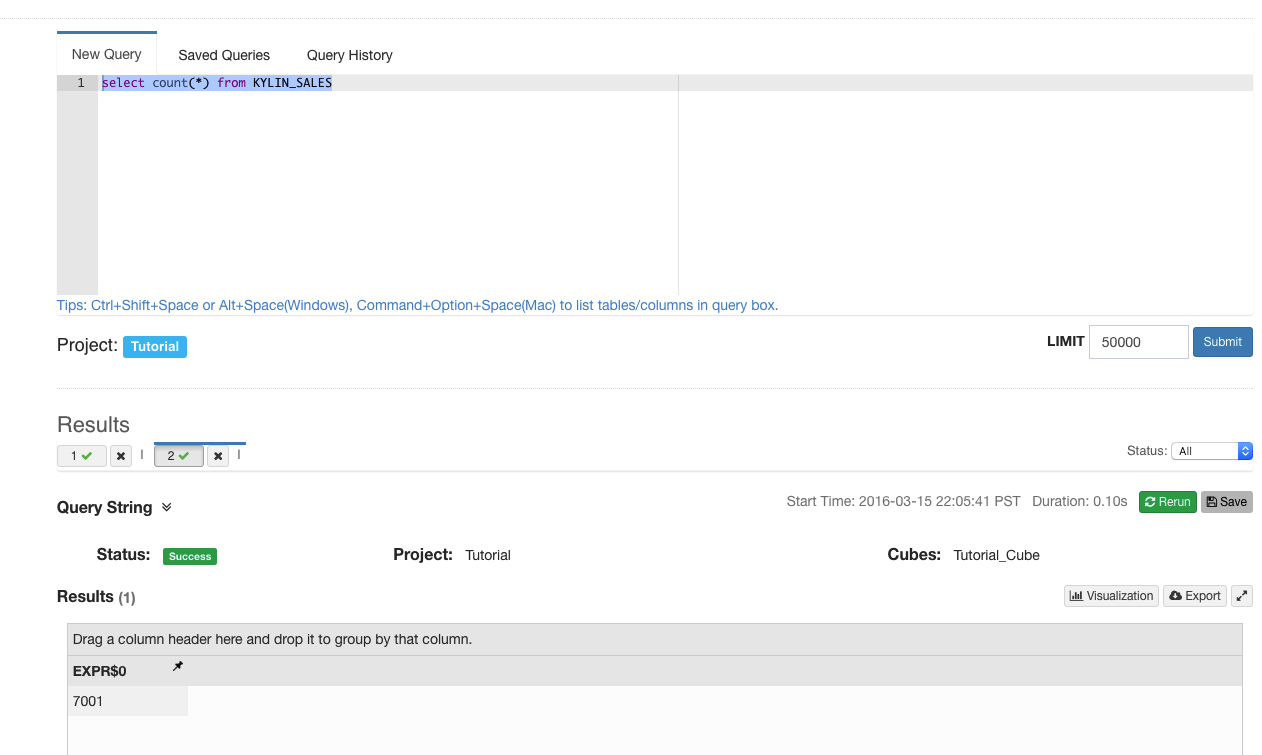 New Query Saved Queries Query History
1 select count(*) from KYLIN_SALES
Tips: Ctrl+Shift+Space or Alt+Space(Windows), Command+Option+Space(Mac) to list tables/columns in query box.
Project: Tutorial LIMIT 50000 Submit
Results
1 2 Status: All
Query String Start Time: 2016-03-15 22:05:41 PST Duration: 0.10s Rerun Save
Status: Success Project: Tutorial Cubes: Tutorial_Cube
Results (1) Visualization Export
Drag a column header here and drop it to group by that column.
EXPR$0
7001